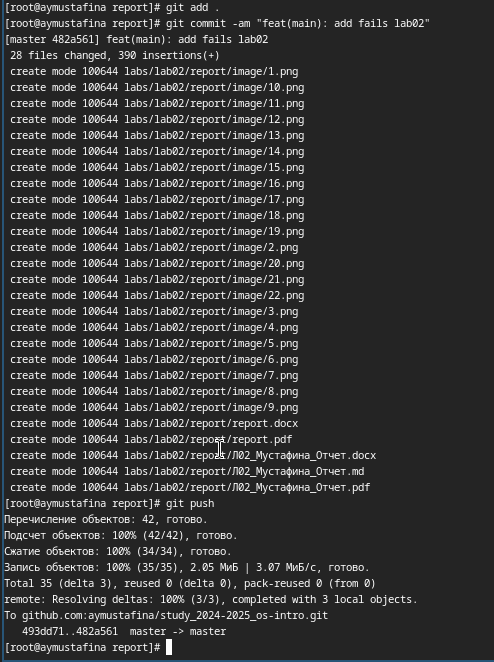 [root@aymustafina report]# git add .
[root@aymustafina report]# git commit -am "feat(main): add fails lab02"
[master 482a561] feat(main): add fails lab02
 28 files changed, 390 insertions(+)
 create mode 100644 labs/lab02/report/image/1.png
 create mode 100644 labs/lab02/report/image/10.png
 create mode 100644 labs/lab02/report/image/11.png
 create mode 100644 labs/lab02/report/image/12.png
 create mode 100644 labs/lab02/report/image/13.png
 create mode 100644 labs/lab02/report/image/14.png
 create mode 100644 labs/lab02/report/image/15.png
 create mode 100644 labs/lab02/report/image/16.png
 create mode 100644 labs/lab02/report/image/17.png
 create mode 100644 labs/lab02/report/image/18.png
 create mode 100644 labs/lab02/report/image/19.png
 create mode 100644 labs/lab02/report/image/2.png
 create mode 100644 labs/lab02/report/image/20.png
 create mode 100644 labs/lab02/report/image/21.png
 create mode 100644 labs/lab02/report/image/22.png
 create mode 100644 labs/lab02/report/image/3.png
 create mode 100644 labs/lab02/report/image/4.png
 create mode 100644 labs/lab02/report/image/5.png
 create mode 100644 labs/lab02/report/image/6.png
 create mode 100644 labs/lab02/report/image/7.png
 create mode 100644 labs/lab02/report/image/8.png
 create mode 100644 labs/lab02/report/image/9.png
 create mode 100644 labs/lab02/report/report.docx
 create mode 100644 labs/lab02/report/report.pdf
 create mode 100644 labs/lab02/report/Л02_Мустафина_Отчет.docx
 create mode 100644 labs/lab02/report/Л02_Мустафина_Отчет.md
 create mode 100644 labs/lab02/report/Л02_Мустафина_Отчет.pdf
[root@aymustafina report]# git push
Перечисление объектов: 42, готово.
Подсчет объектов: 100% (42/42), готово.
Сжатие объектов: 100% (34/34), готово.
Запись объектов: 100% (35/35), 2.05 МиБ | 3.07 МиБ/с, готово.
Total 35 (delta 3), reused 0 (delta 0), pack-reused 0 (from 0)
remote: Resolving deltas: 100% (3/3), completed with 3 local objects.
To github.com:aymustafina/study_2024-2025_os-intro.git
   493dd71..482a561  master -> master
[root@aymustafina report]#